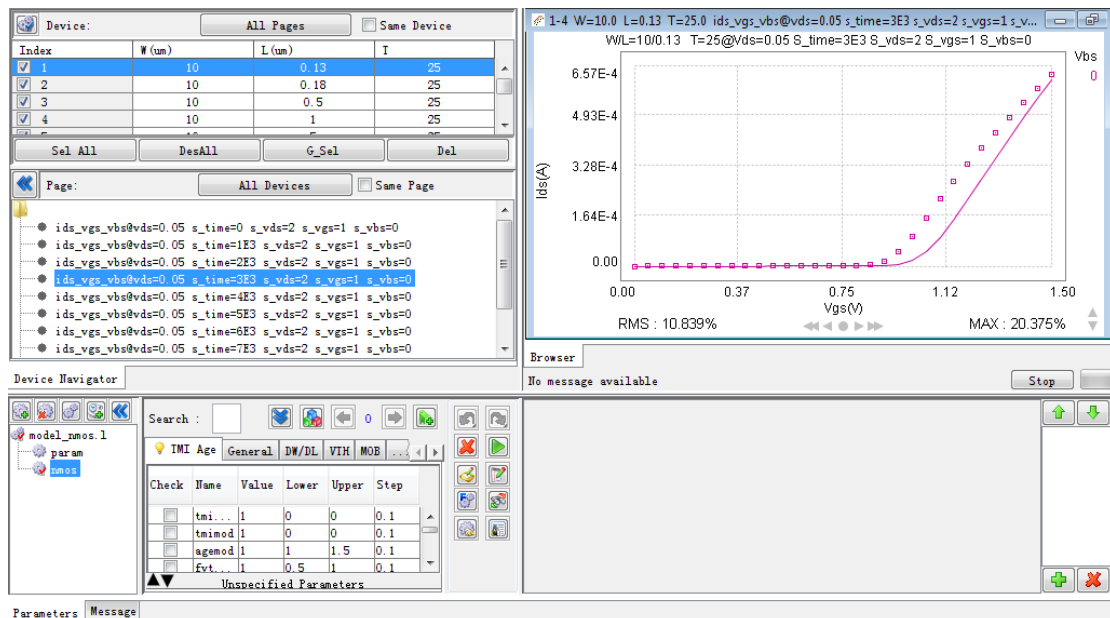 Device:
All Pages
Same Device
Index W(um) L(um) T
1 10 0.13 25
2 10 0.18 25
3 10 0.5 25
4 10 1 25
Sel All DesAll G_Sel Del
Page:
All Devices
Same Page
ids_vgs_vbs@vds=0.05 s_time=0 s_vds=2 s_vgs=1 s_vbs=0
ids_vgs_vbs@vds=0.05 s_time=1E3 s_vds=2 s_vgs=1 s_vbs=0
ids_vgs_vbs@vds=0.05 s_time=2E3 s_vds=2 s_vgs=1 s_vbs=0
ids_vgs_vbs@vds=0.05 s_time=3E3 s_vds=2 s_vgs=1 s_vbs=0
ids_vgs_vbs@vds=0.05 s_time=4E3 s_vds=2 s_vgs=1 s_vbs=0
ids_vgs_vbs@vds=0.05 s_time=5E3 s_vds=2 s_vgs=1 s_vbs=0
ids_vgs_vbs@vds=0.05 s_time=6E3 s_vds=2 s_vgs=1 s_vbs=0
ids_vgs_vbs@vds=0.05 s_time=7E3 s_vds=2 s_vgs=1 s_vbs=0
Device Navigator
1-4 W=10.0 L=0.13 T=25.0 ids_vgs_vbs@vds=0.05 s_time=3E3 s_vds=2 s_vgs=1 s_v...
W/L=10/0.13 T=25@Vds=0.05 S_time=3E3 S_vds=2 S_vgs=1 S_vbs=0
Vbs
0
6.57E-4
4.93E-4
3.28E-4
1.64E-4
0.00
Ids(A)
0.00 0.37 0.75 1.12 1.50
Vgs(V)
RMS : 10.839%
MAX : 20.375%
Browser
No message available
Stop
model_nmos.l
param
nmos
Search :
0
TMI Age General DW/DL VTH MOB ...
Check Name Value Lower Upper Step
tmi... 1 0 0 0.1
tmimod 1 0 0 0.1
agemod 1 1 1.5 0.1
fvt... 1 0.5 1 0.1
Unspecified Parameters
Parameters Message